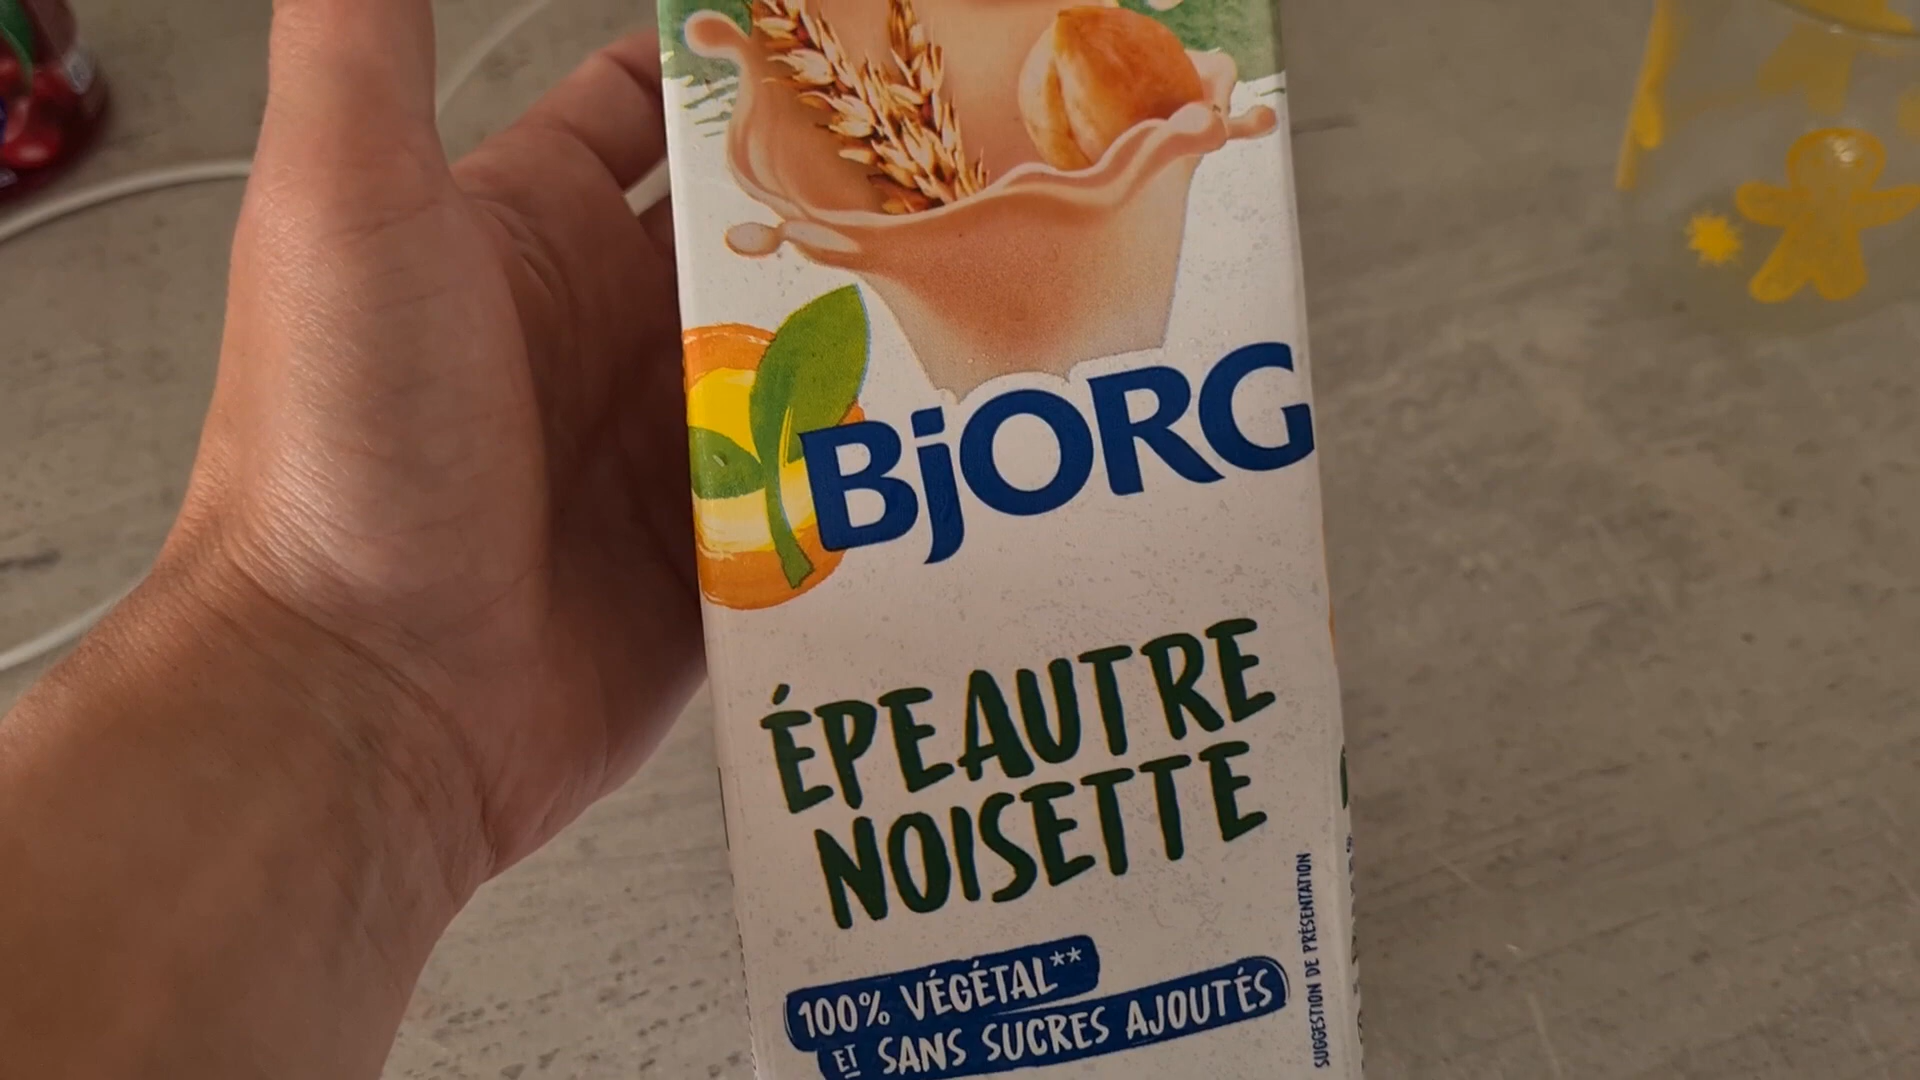 BjORG
ÉPEAUTRE
NOISETTE
100% VÉGÉTAL**
ET SANS SUCRES AJOUTÉS
SUGGESTION DE PRÉSENTATION